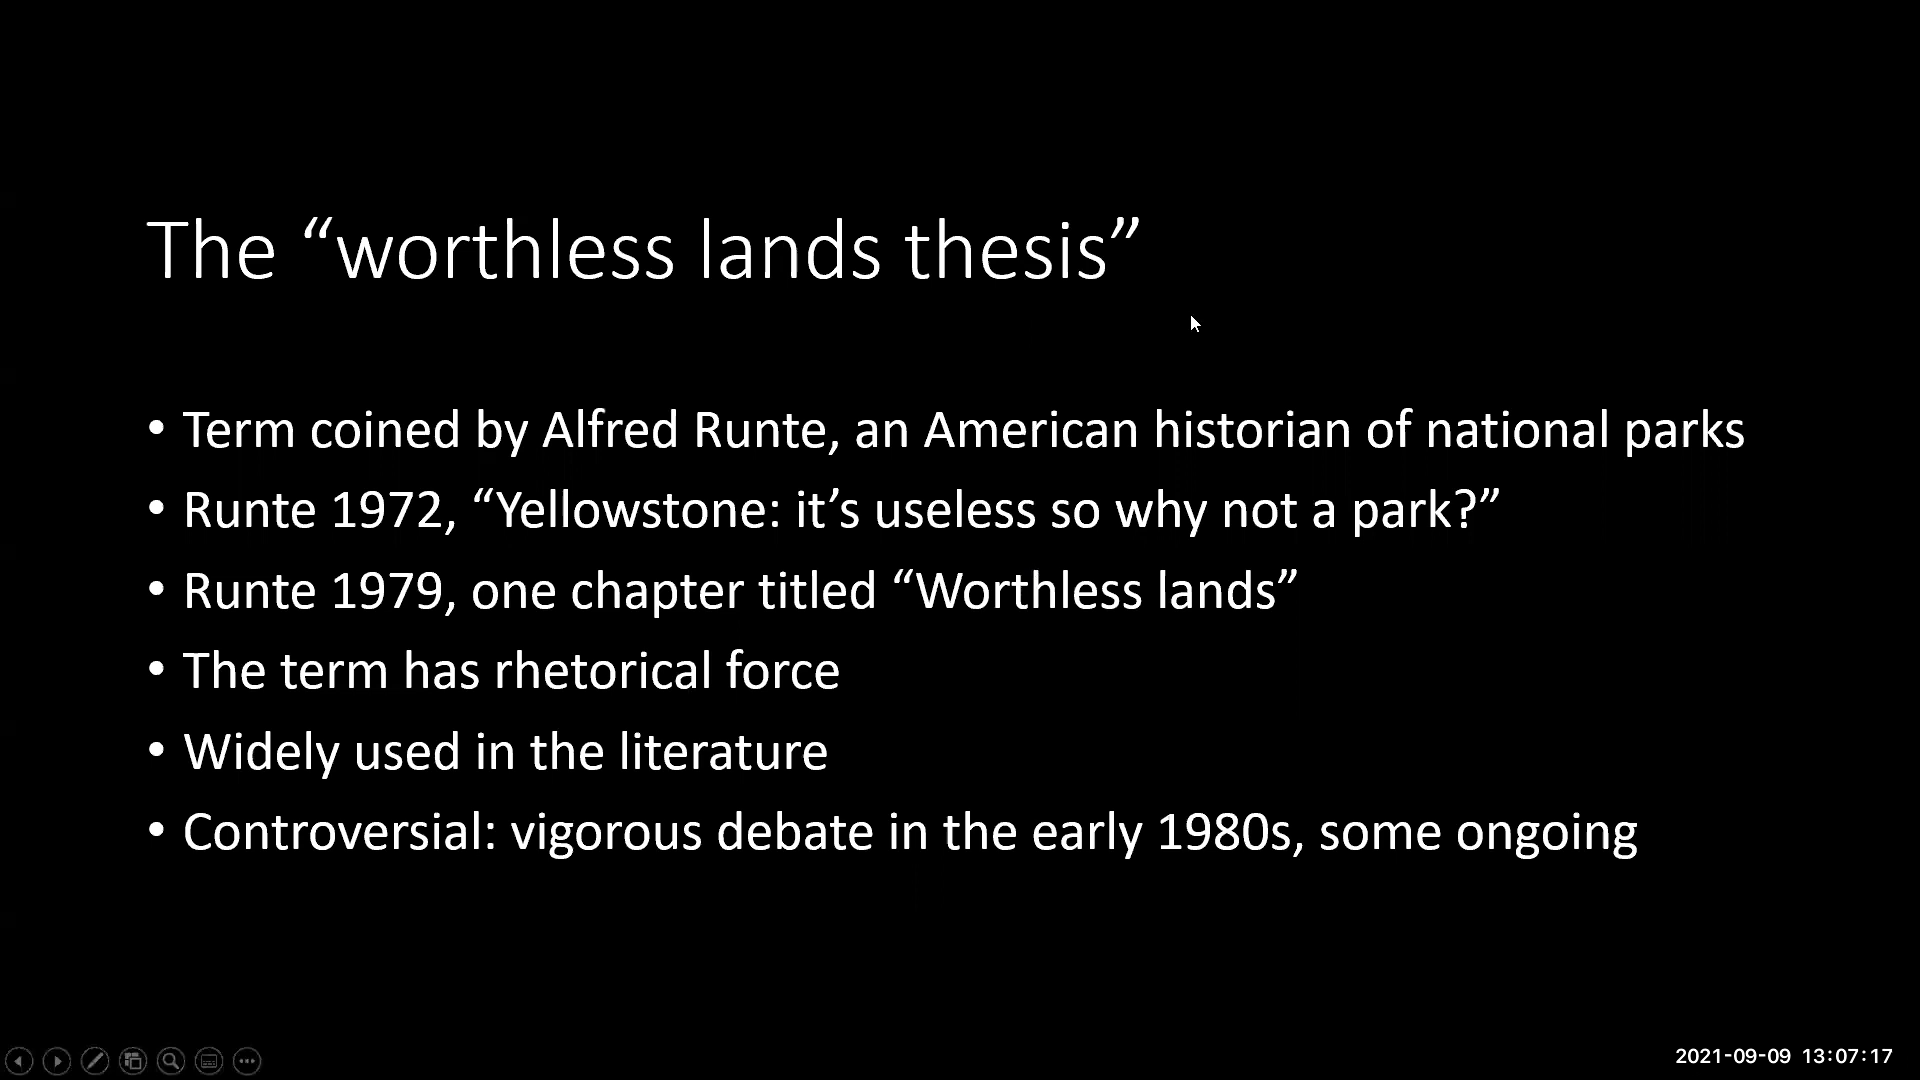 The “worthless lands thesis”
• Term coined by Alfred Runte, an American historian of national parks
• Runte 1972, “Yellowstone: it’s useless so why not a park?”
• Runte 1979, one chapter titled “Worthless lands”
• The term has rhetorical force
• Widely used in the literature
• Controversial: vigorous debate in the early 1980s, some ongoing
2021-09-09 13:07:17